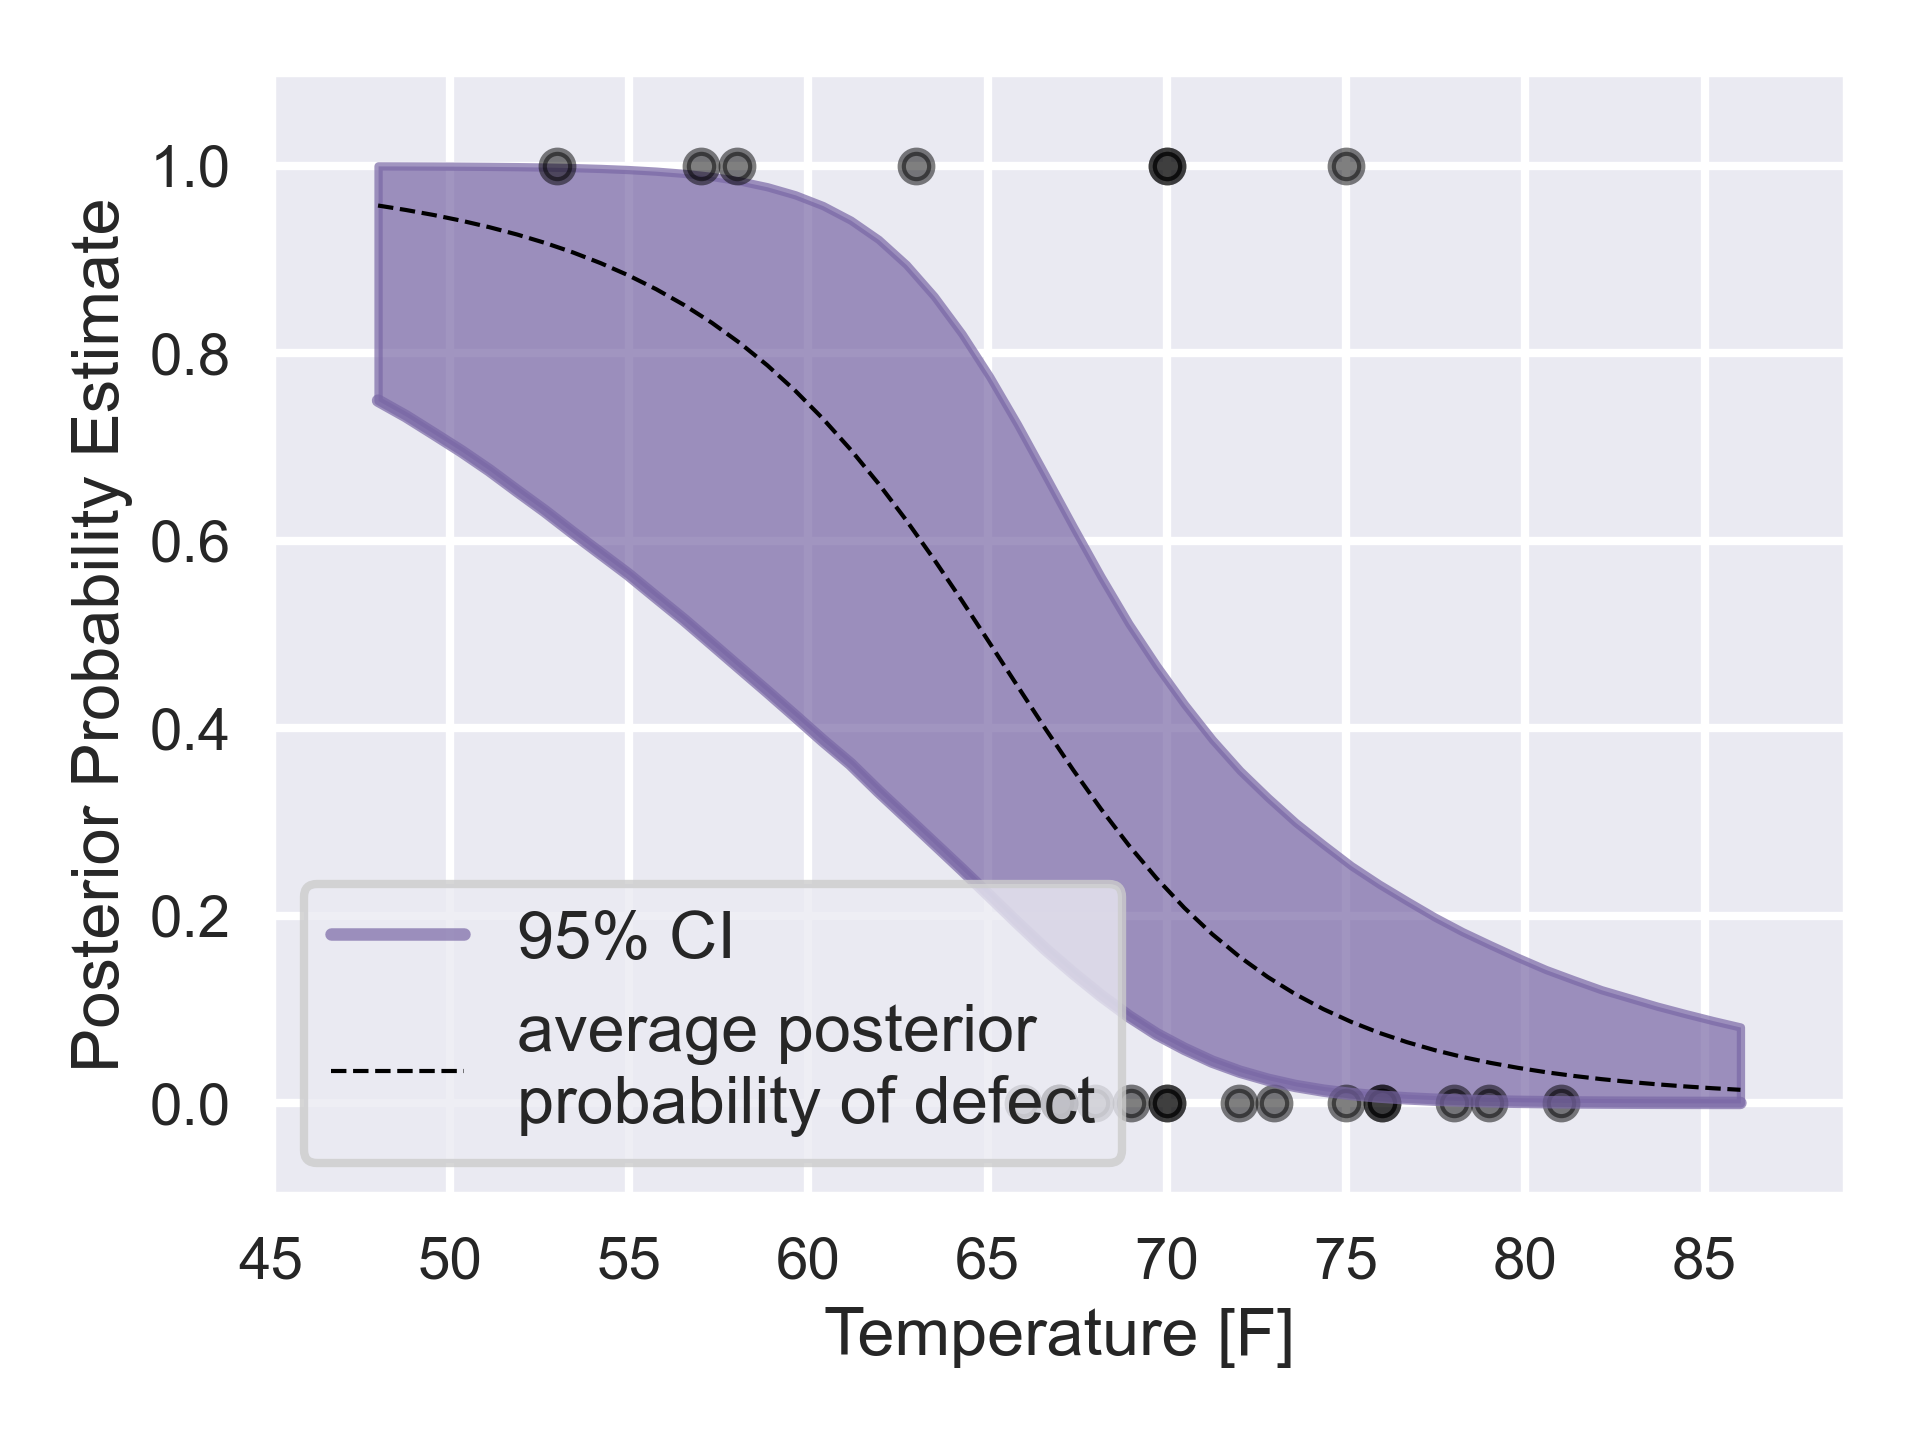 Posterior Probability Estimate
1.0
0.8
0.6
0.4
0.2
0.0
95% CI
average posterior
probability of defect
45 50 55 60 65 70 75 80 85
Temperature [F]